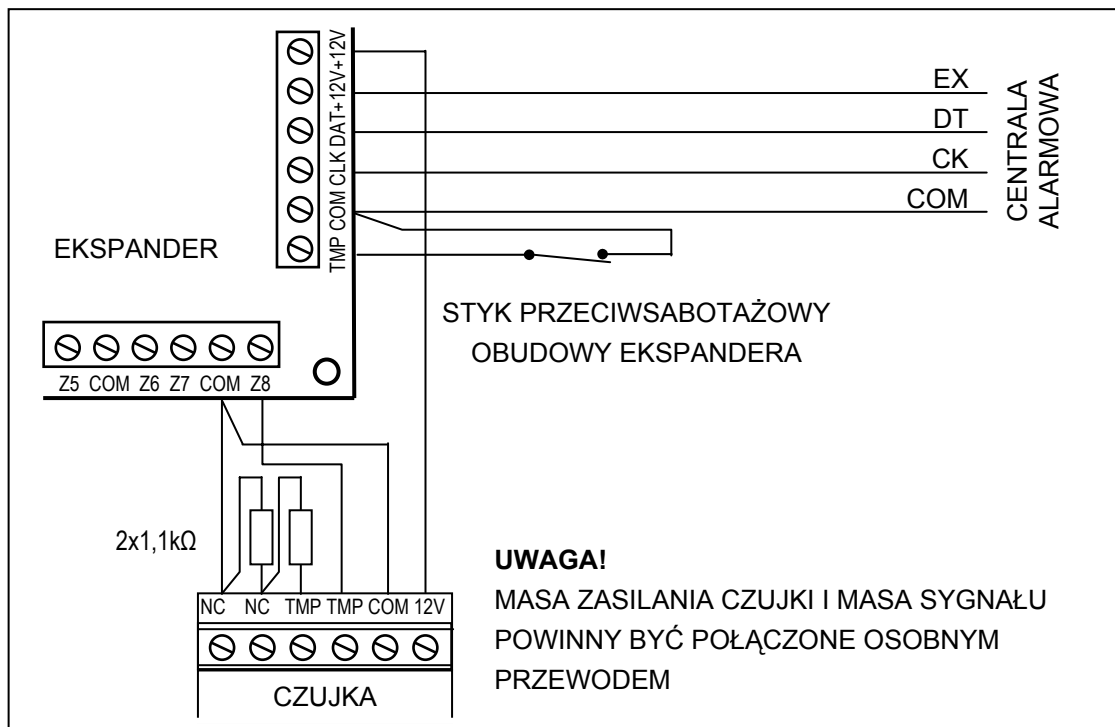 TMP COM CLK DAT+12V+12V
EX
DT
CK
COM
CENTRALA
ALARMOWA
EKSPANDER
STYK PRZECIWSABOTAŻOWY
OBUDOWY EKSPANDERA
Z5 COM Z6 Z7 COM Z8
2x1,1kΩ
NC NC TMP TMP COM 12V
CZUJKA
UWAGA!
MASA ZASILANIA CZUJKI I MASA SYGNAŁU
POWINNY BYĆ POŁĄCZONE OSOBNYM
PRZEWODEM